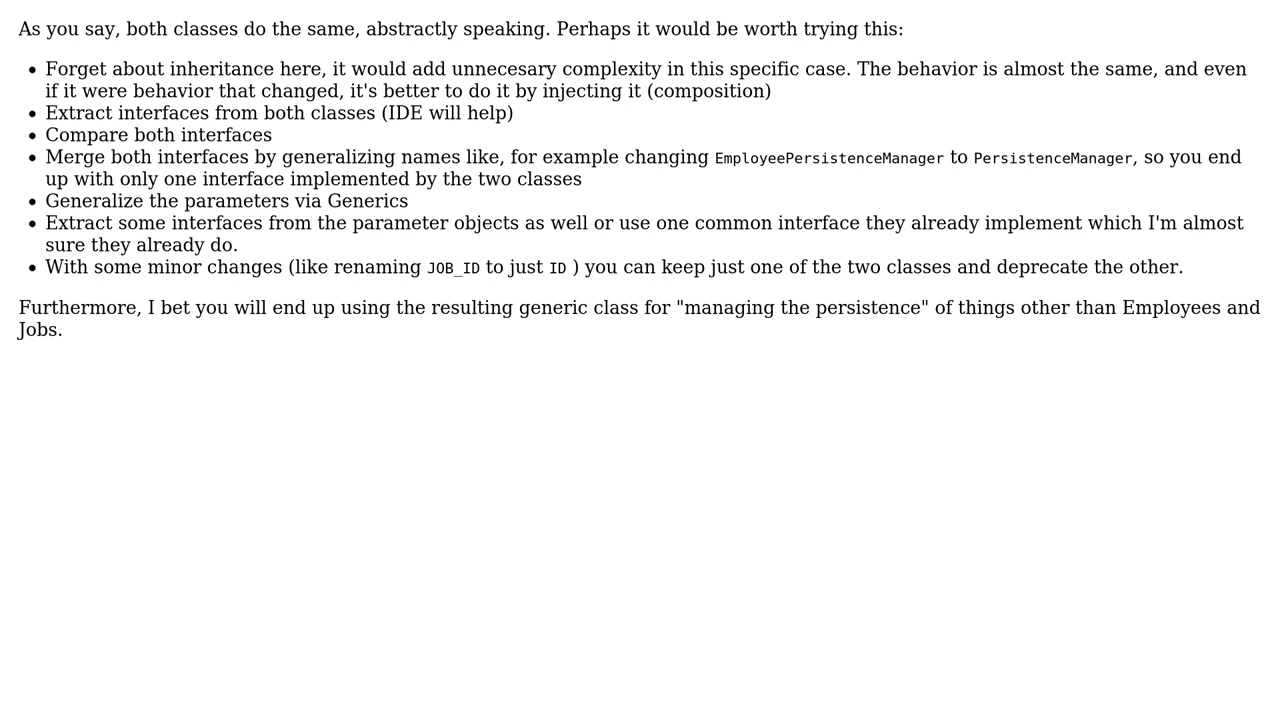 As you say, both classes do the same, abstractly speaking. Perhaps it would be worth trying this:
• Forget about inheritance here, it would add unnecesary complexity in this specific case. The behavior is almost the same, and even
if it were behavior that changed, it's better to do it by injecting it (composition)
• Extract interfaces from both classes (IDE will help)
• Compare both interfaces
• Merge both interfaces by generalizing names like, for example changing EmployeePersistenceManager to PersistenceManager, so you end
up with only one interface implemented by the two classes
• Generalize the parameters via Generics
• Extract some interfaces from the parameter objects as well or use one common interface they already implement which I'm almost
sure they already do.
• With some minor changes (like renaming JOB_ID to just ID ) you can keep just one of the two classes and deprecate the other.
Furthermore, I bet you will end up using the resulting generic class for "managing the persistence" of things other than Employees and
Jobs.